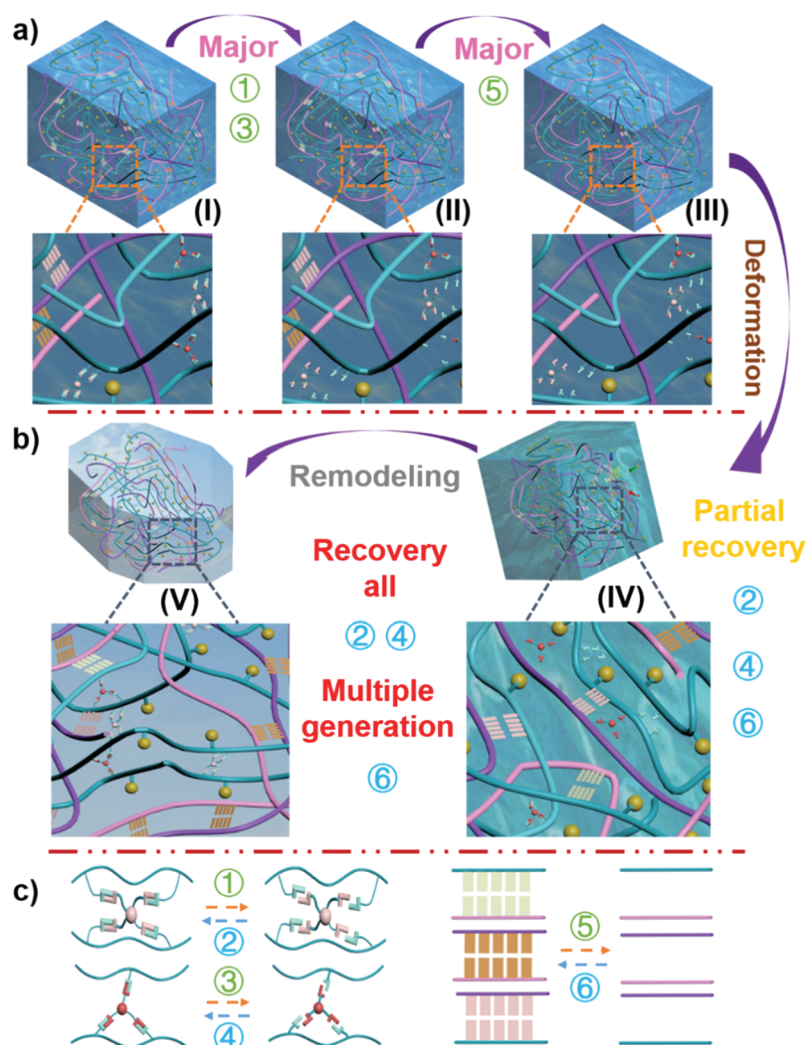 a)
Major
Major
①
③
⑤
(I)
(II)
(III)
Deformation
b)
Remodeling
Partial
recovery
Recovery
all
(V)
(IV)
②
② ④
④
Multiple
generation
⑥
⑥
c)
①
②
③
④
⑤
⑥